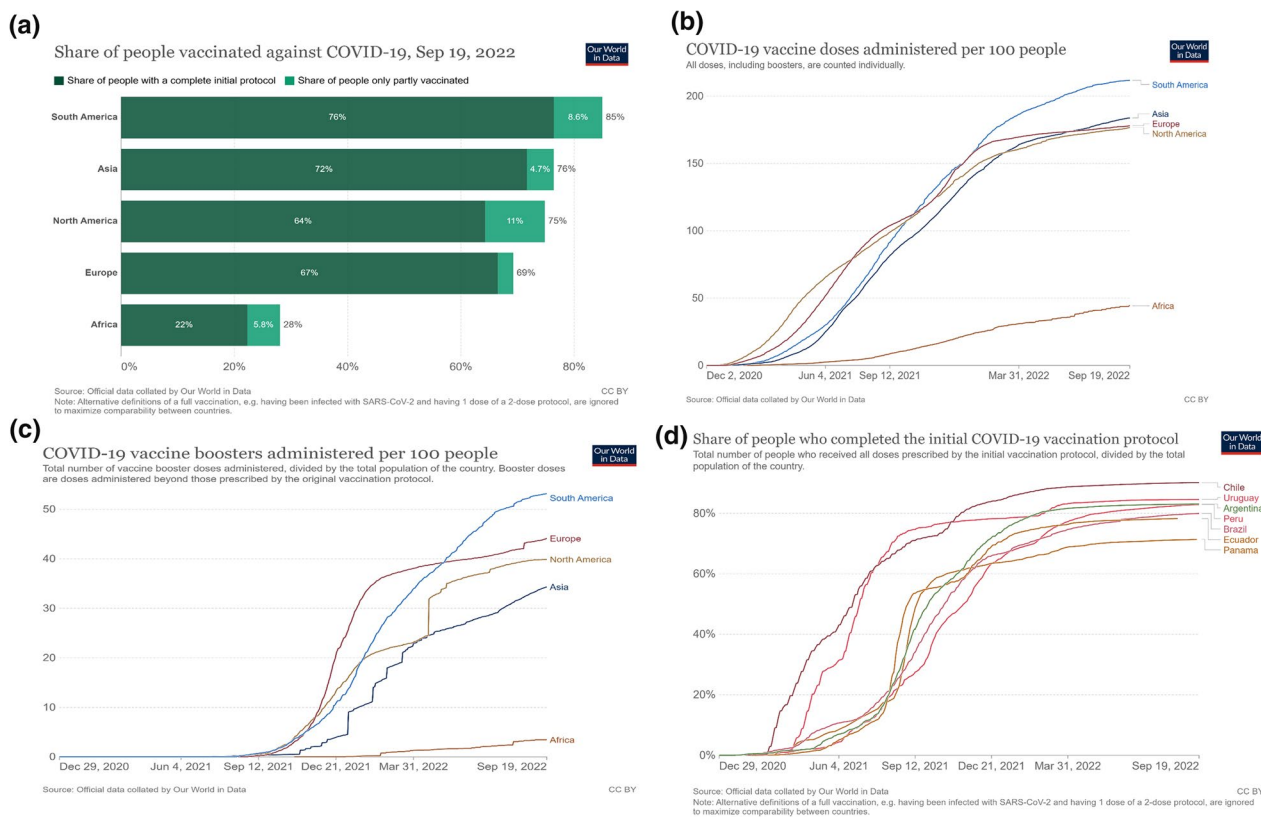 (a)
Share of people vaccinated against COVID-19, Sep 19, 2022
Our World
in Data
Share of people with a complete initial protocol
Share of people only partly vaccinated
South America
76%
8.6%
85%
Asia
72%
4.7%
76%
North America
64%
11%
75%
Europe
67%
69%
Africa
22%
5.8%
28%
0%
20%
40%
60%
80%
Source: Official data collated by Our World in Data
CC BY
Note: Alternative definitions of a full vaccination, e.g. having been infected with SARS-CoV-2 and having 1 dose of a 2-dose protocol, are ignored
to maximize comparability between countries.
(b)
COVID-19 vaccine doses administered per 100 people
All doses, including boosters, are counted individually.
Our World
in Data
200
150
100
50
0
South America
Asia
Europe
North America
Africa
Dec 2, 2020
Jun 4, 2021
Sep 12, 2021
Mar 31, 2022
Sep 19, 2022
Source: Official data collated by Our World in Data
CC BY
(c)
COVID-19 vaccine boosters administered per 100 people
Total number of vaccine booster doses administered, divided by the total population of the country. Booster doses
are doses administered beyond those prescribed by the original vaccination protocol.
Our World
in Data
50
40
30
20
10
0
South America
Europe
North America
Asia
Africa
Dec 29, 2020
Jun 4, 2021
Sep 12, 2021
Dec 21, 2021
Mar 31, 2022
Sep 19, 2022
Source: Official data collated by Our World in Data
CC BY
(d)
Share of people who completed the initial COVID-19 vaccination protocol
Total number of people who received all doses prescribed by the initial vaccination protocol, divided by the total
population of the country.
Our World
in Data
80%
60%
40%
20%
0%
Chile
Uruguay
Argentina
Peru
Brazil
Ecuador
Panama
Dec 29, 2020
Jun 4, 2021
Sep 12, 2021
Dec 21, 2021
Mar 31, 2022
Sep 19, 2022
Source: Official data collated by Our World in Data
CC BY
Note: Alternative definitions of a full vaccination, e.g. having been infected with SARS-CoV-2 and having 1 dose of a 2-dose protocol, are ignored
to maximize comparability between countries.